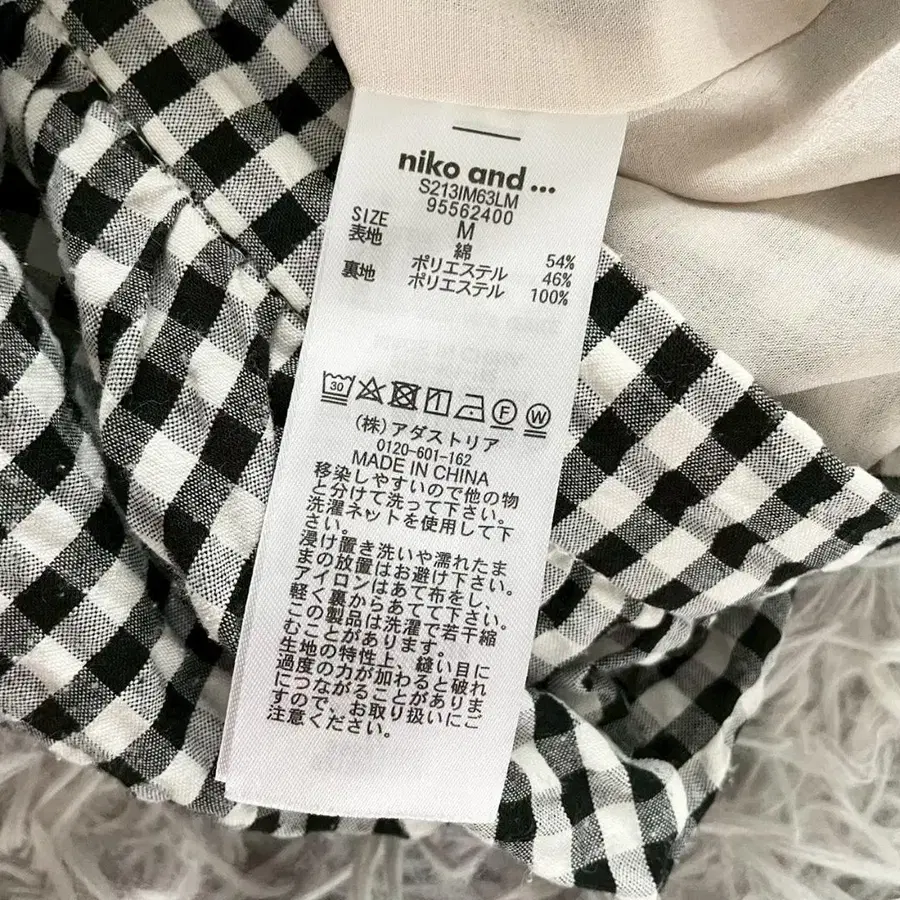 niko and ...
S213IM63LM
95562400
SIZE M
表地 綿 54%
ポリエステル 46%
裏地 ポリエステル 100%
30
F
W
(株)アダストリア
0120-601-162
MADE IN CHINA
移染しやすいので他の物
と分けて洗って下さい。
洗濯ネットを使用して下
さい。
浸け置き洗いや濡れたま
まの放置はお避け下さい。
アイロンはあて布をし、
軽く裏からあてて下さい。
この製品は洗濯で若干縮
むことがあります。
生地の特性上、縫い目に
過度の力が加わると破れ
につながることがありま
すので、お取り扱いにご
注意ください。